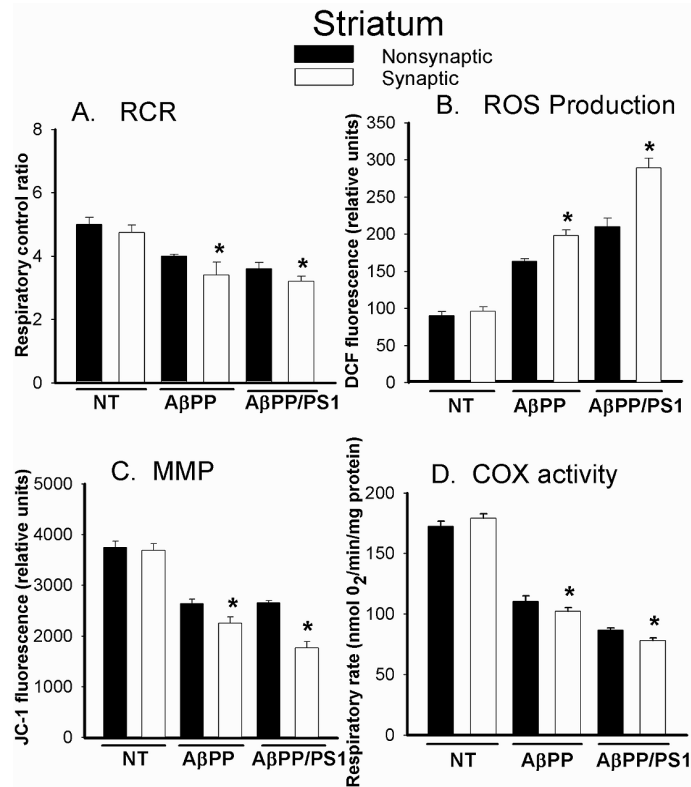 Striatum
Nonsynaptic
Synaptic
A. RCR
Respiratory control ratio
8
6
4
2
0
*
*
NT
AβPP
AβPP/PS1
B. ROS Production
DCF fluorescence (relative units)
350
300
250
200
150
100
50
0
*
*
NT
AβPP
AβPP/PS1
C. MMP
JC-1 fluorescence (relative units)
5000
4000
3000
2000
1000
0
*
*
NT
AβPP
AβPP/PS1
D. COX activity
Respiratory rate (nmol 0₂/min/mg protein)
200
150
100
50
0
*
*
NT
AβPP
AβPP/PS1